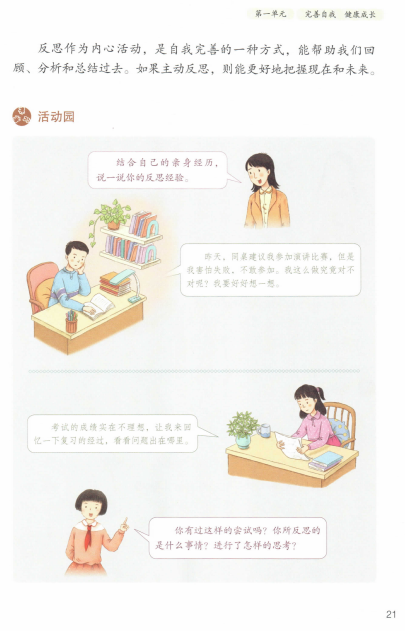 第一单元 完善自我 健康成长
反思作为内心活动，是自我完善的一种方式，能帮助我们回
顾、分析和总结过去。如果主动反思，则能更好地把握现在和未来。
活动园
结合自己的亲身经历，
说一说你的反思经验。
昨天，同桌建议我参加演讲比赛，但是
我害怕失败，不敢参加。我这么做究竟对不
对呢？我要好好想一想。
考试的成绩实在不理想，让我来回
忆一下复习的经过，看看问题出在哪里。
你有过这样的尝试吗？你所反思的
是什么事情？进行了怎样的思考？
21